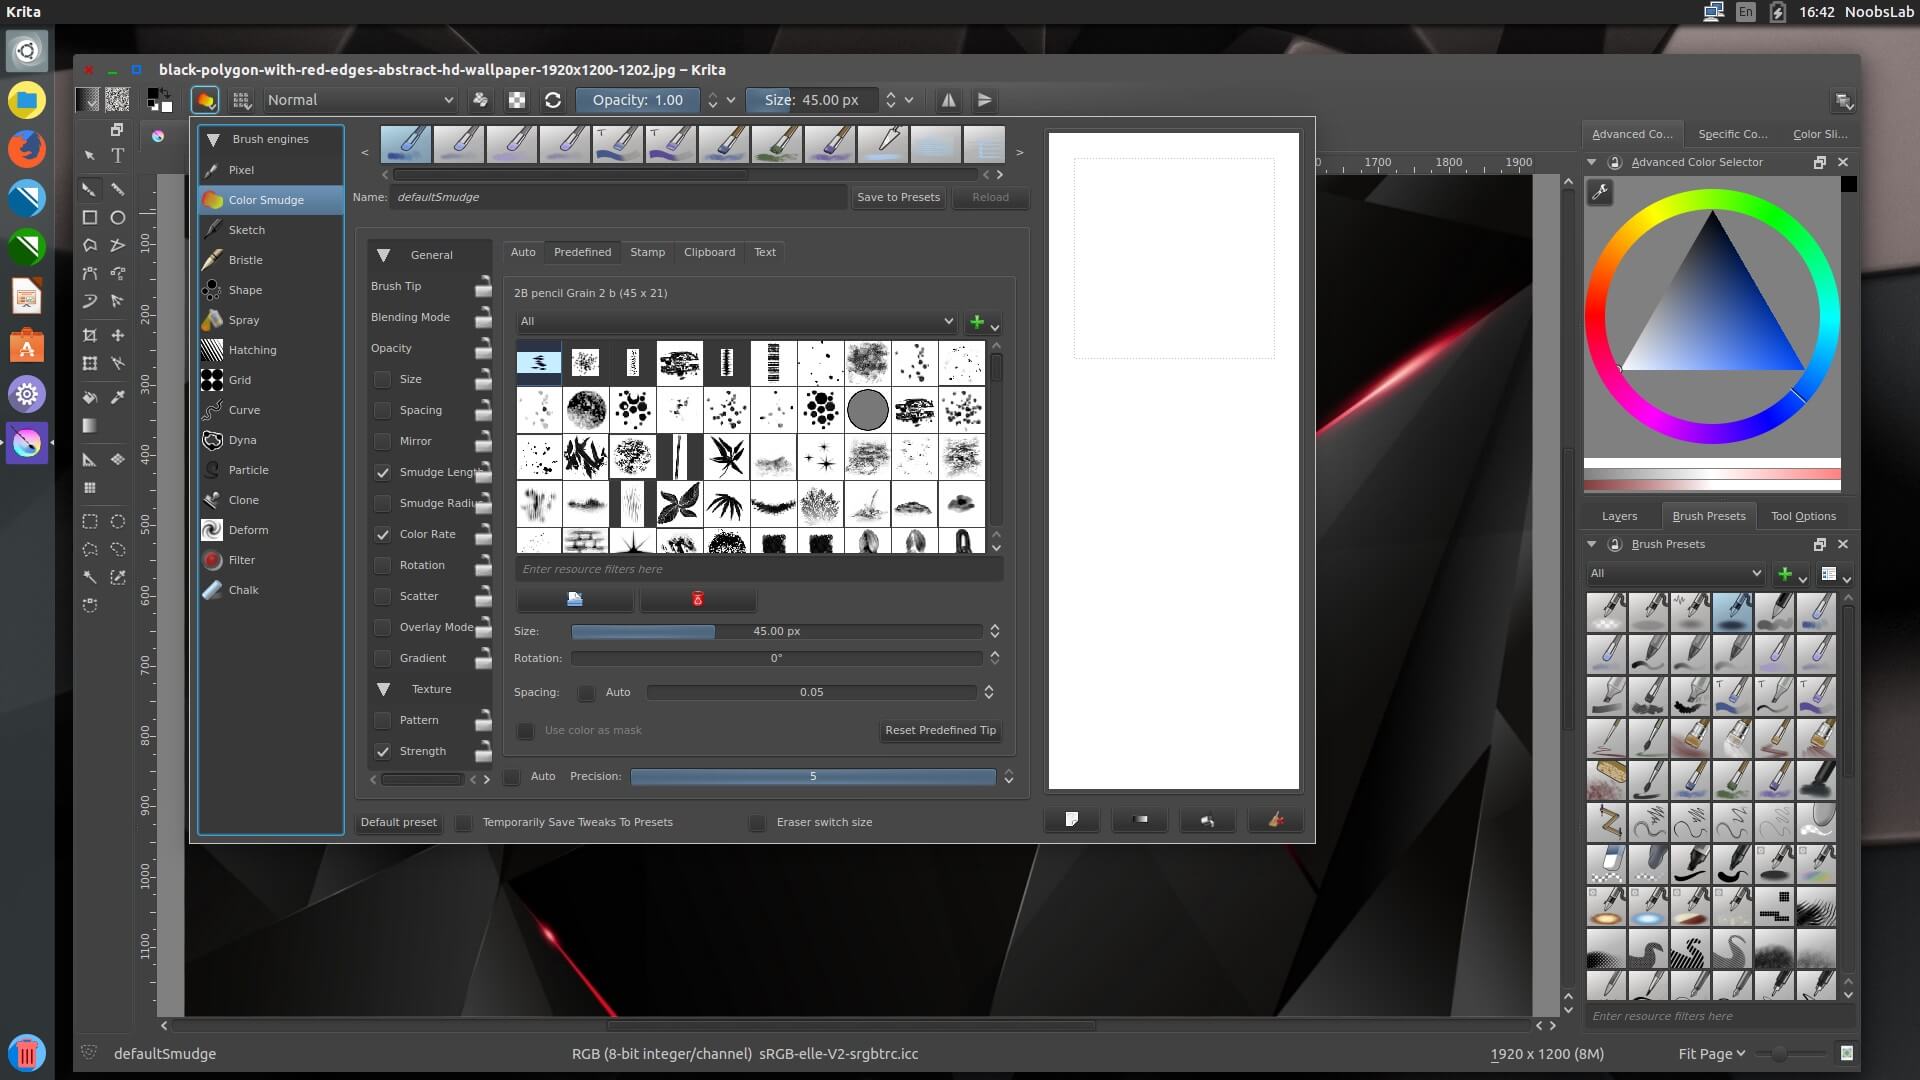 Krita
En
16:42 NoobsLab
black-polygon-with-red-edges-abstract-hd-wallpaper-1920x1200-1202.jpg – Krita
Normal
Opacity: 1.00
Size: 45.00 px
Brush engines
Pixel
Color Smudge
Sketch
Bristle
Shape
Spray
Hatching
Grid
Curve
Dyna
Particle
Clone
Deform
Filter
Chalk
<
>
Name: defaultSmudge
Save to Presets
Reload
General
Brush Tip
Blending Mode
Opacity
Size
Spacing
Mirror
Smudge Leng
Smudge Radiu
Color Rate
Rotation
Scatter
Overlay Mode
Gradient
Texture
Pattern
Strength
Auto Predefined Stamp Clipboard Text
2B pencil Grain 2 b (45 x 21)
All
Enter resource filters here
Size: 45.00 px
Rotation: 0°
Spacing: Auto 0.05
Use color as mask
Reset Predefined Tip
Auto Precision: 5
Default preset
Temporarily Save Tweaks To Presets
Eraser switch size
0 1700 1800 1900
100
200
300
400
500
600
700
800
900
1000
1100
Advanced Co... Specific Co... Color Sli...
Advanced Color Selector
Layers Brush Presets Tool Options
Brush Presets
All
Enter resource filters here
defaultSmudge
RGB (8-bit integer/channel) sRGB-elle-V2-srgbtrc.icc
1920 x 1200 (8M)
Fit Page